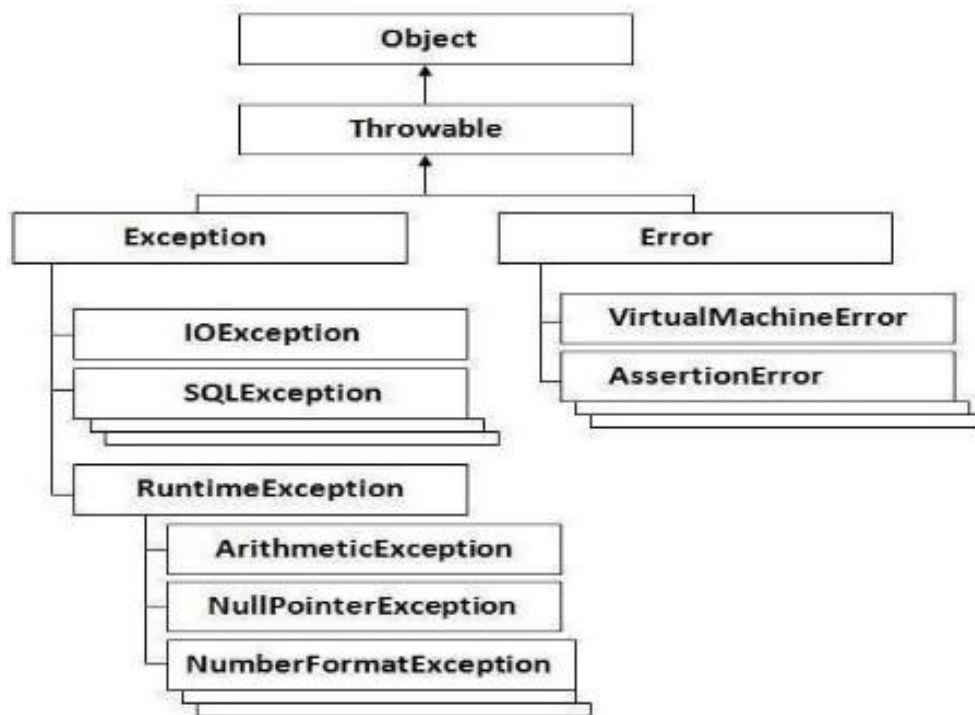 Object
Throwable
Exception
Error
IOException
SQLException
RuntimeException
ArithmeticException
NullPointerException
NumberFormatException
VirtualMachineError
AssertionError